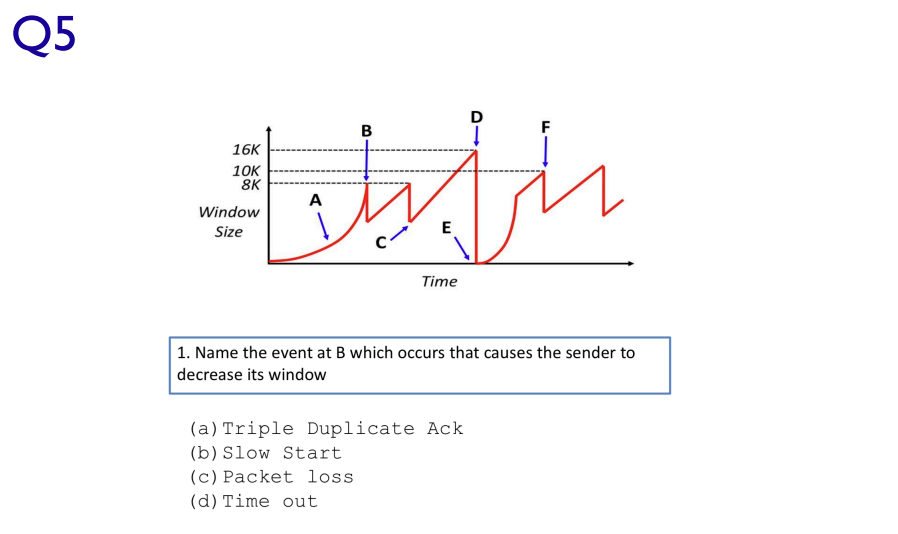 Q5
D
B
F
16K
10K
8K
A
Window
Size
E
C
Time
1. Name the event at B which occurs that causes the sender to
decrease its window
(a) Triple Duplicate Ack
(b) Slow Start
(c) Packet loss
(d) Time out